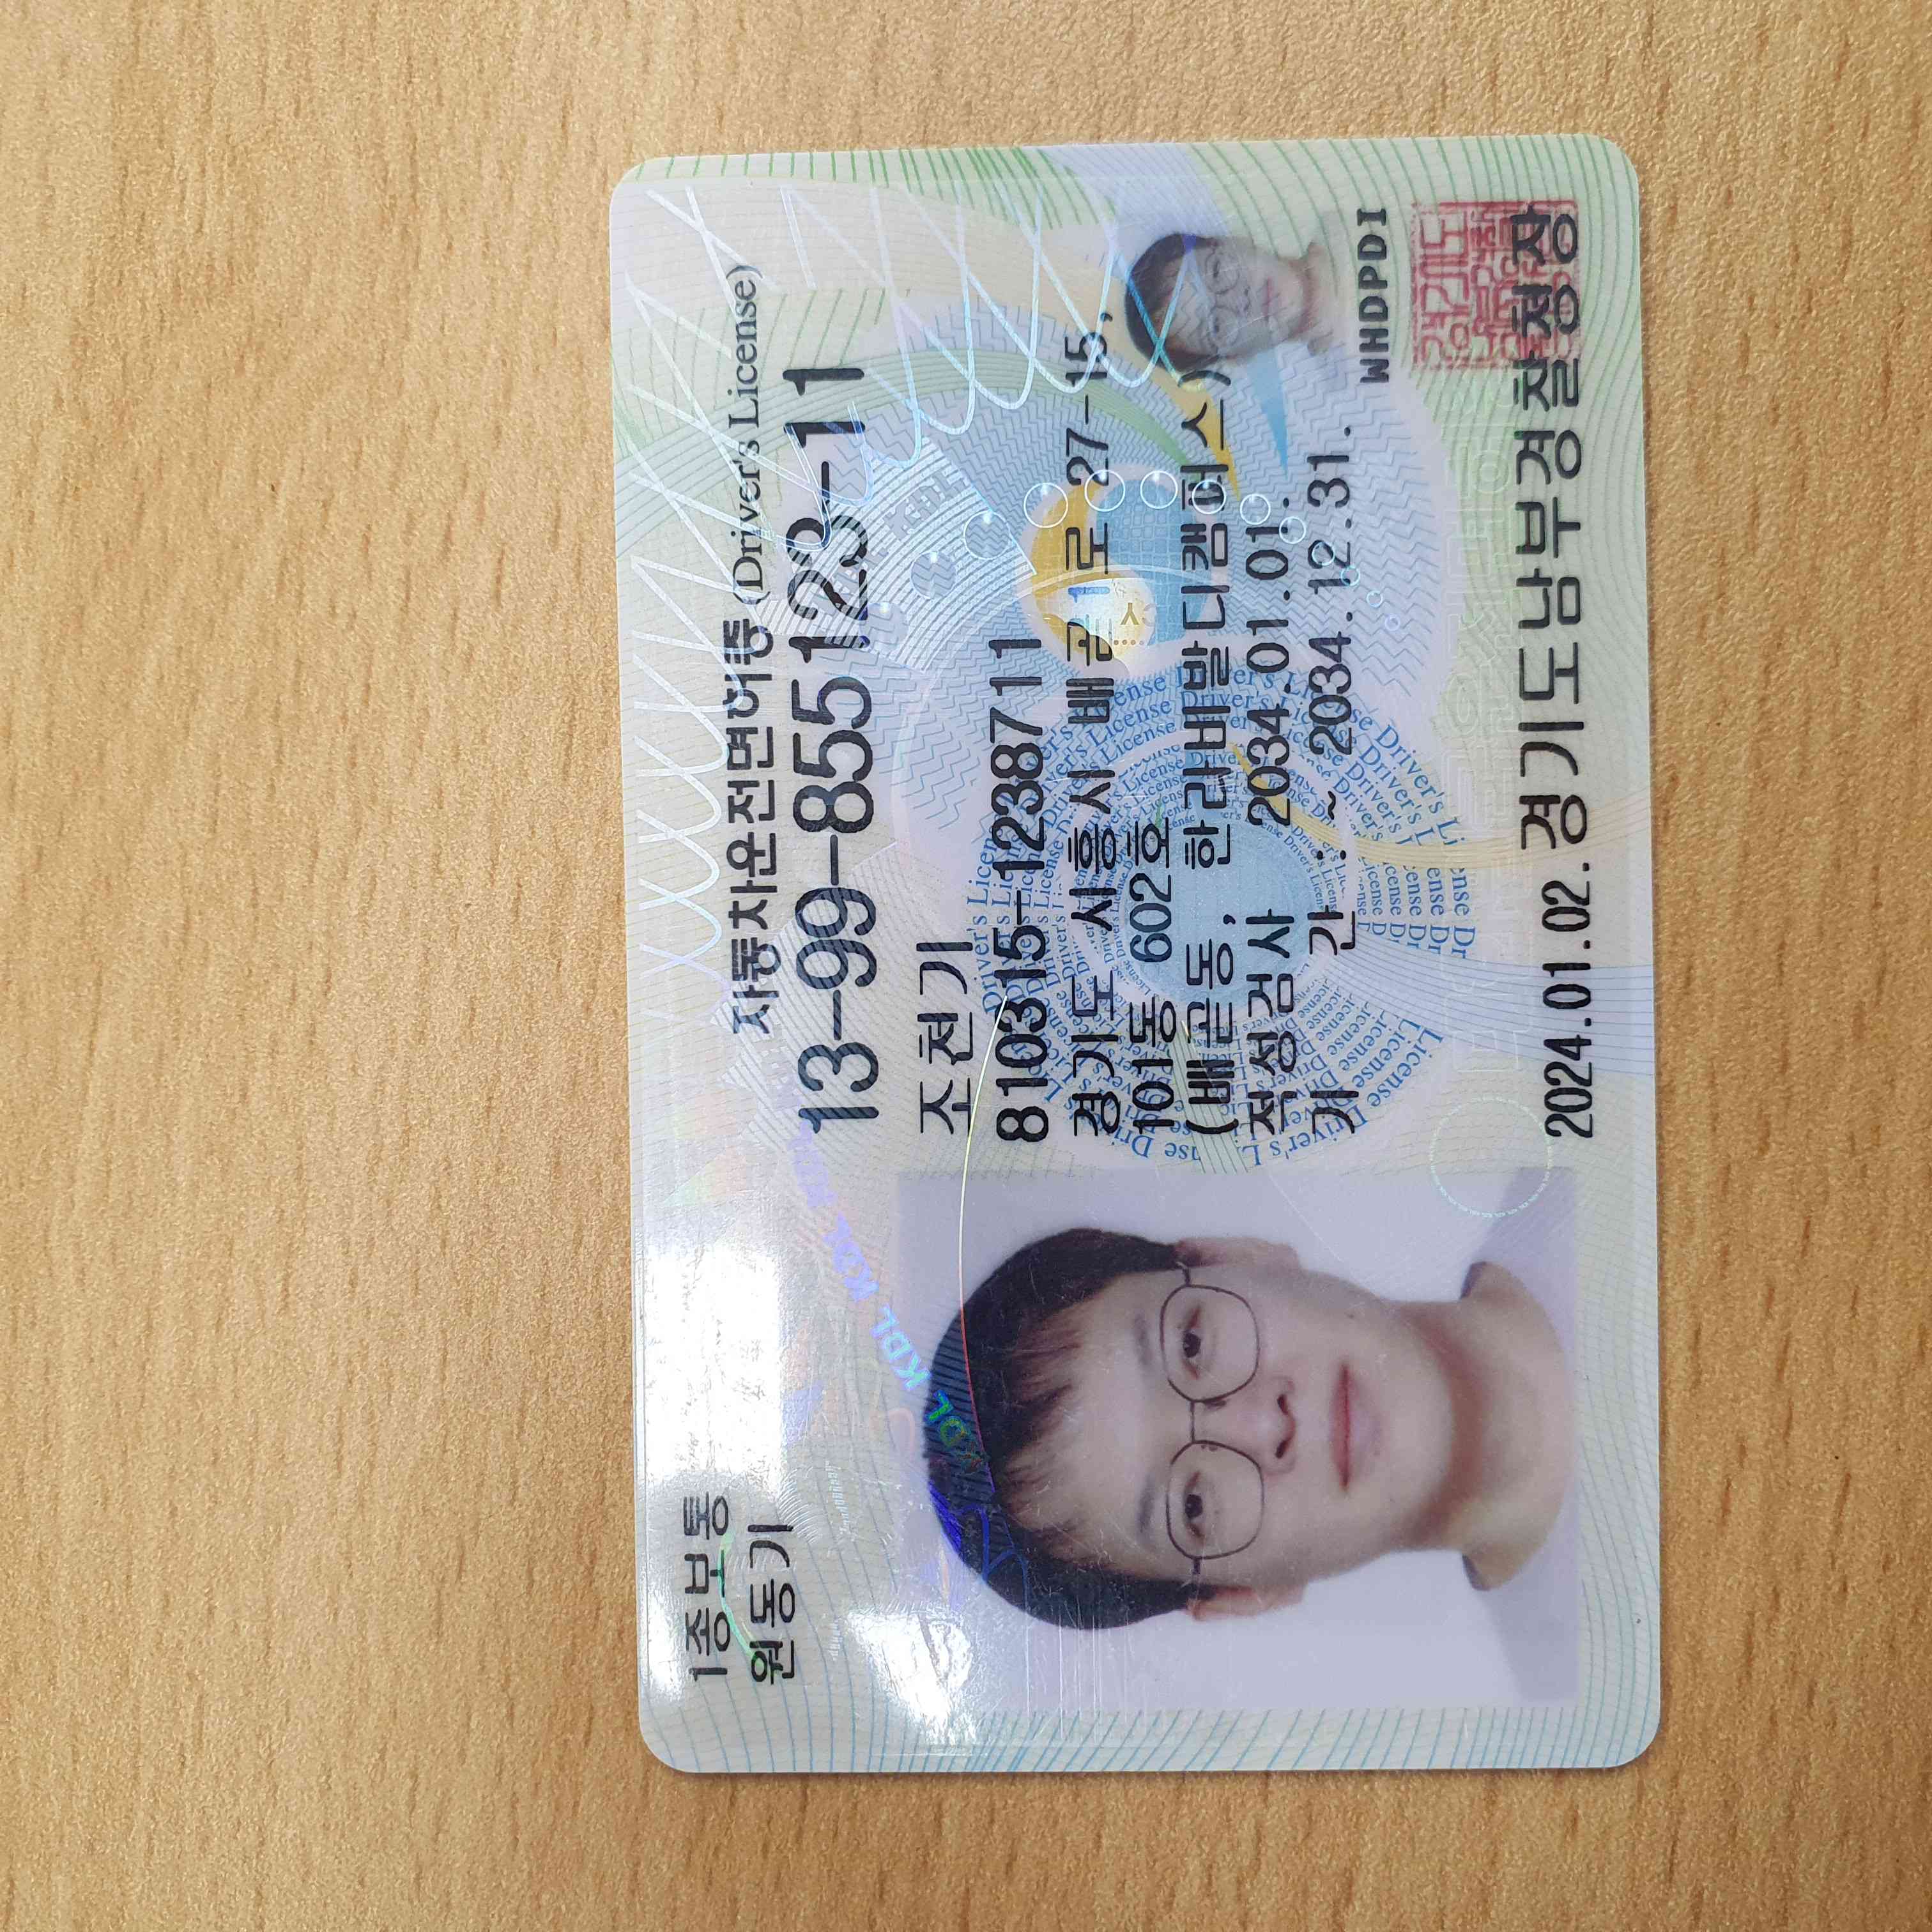 1종보통
원동기
자동차운전면허증 (Driver's License)
13-99-855123-11
조천기
810315-1238711
경기도 시흥시 배곧1로 27-15,
101동 602호
(배곧동, 한라비발디캠퍼스)
적성검사 2034.01.01.
기 간 : ~ 2034.12.31.
WHDPDI
2024.01.02. 경기도남부경찰청장